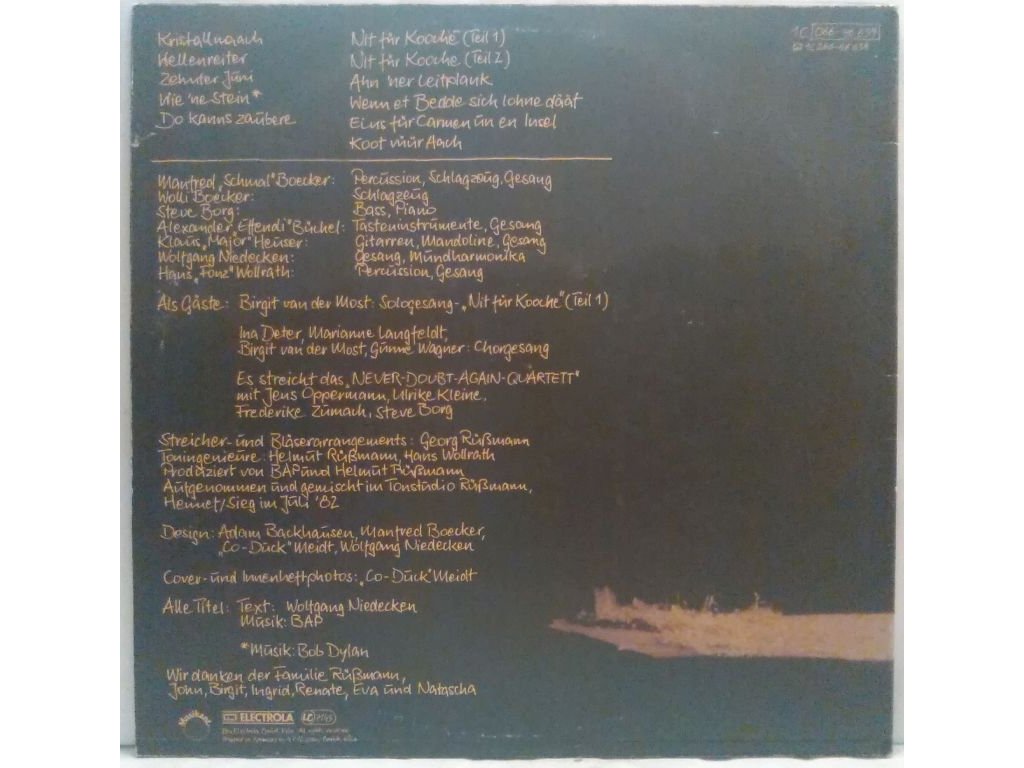 Kristallnaach
Hellenreiter
Zehnter Jüni
Wie 'ne Stein*
Do kanns zaubere
Nit für Kooche (Teil 1)
Nit für Kooche (Teil 2)
Ahn 'ner Leitplank
Wenn et Bedde sich lohne däät
Eins für Carmen un en Insel
Koot vüür Aach
1C 066-46 639
Manfred „Schmal" Boecker: Percussion, Schlagzeug, Gesang
Wolli Boecker: Schlagzeug
Steve Borg: Bass, Piano
Alexander „Effendi" Büchel: Tasteninstrumente, Gesang
Klaus „Major" Heuser: Gitarren, Mandoline, Gesang
Wolfgang Niedecken: Gesang, Mundharmonika
Hans „Fonz" Wollrath: Percussion, Gesang
Als Gäste: Birgit van der Most: Sologesang-„Nit für Kooche" (Teil 1)
Ina Deter, Marianne Langfeldt,
Birgit van der Most, Günne Wagner: Chorgesang
Es streicht das „NEVER-DOUBT-AGAIN-QUARTETT"
mit Jens Oppermann, Ulrike Kleine,
Frederike Zumach, Steve Borg
Streicher- und Bläserarrangements: Georg Rüßmann
Toningenieure: Helmut Rüßmann, Hans Wollrath
Produziert von BAP und Helmut Rüßmann
Aufgenommen und gemischt im Tonstudio Rüßmann,
Hennef/Sieg im Juli '82
Design: Adam Backhausen, Manfred Boecker,
„Co-Dück" Meidt, Wolfgang Niedecken
Cover- und Innenheftphotos: „Co-Dück" Meidt
Alle Titel: Text: Wolfgang Niedecken
Musik: BAP
*Musik: Bob Dylan
Wir danken der Familie Rüßmann,
John, Birgit, Ingrid, Renate, Eva und Natascha
Musikant
ELECTROLA
LC